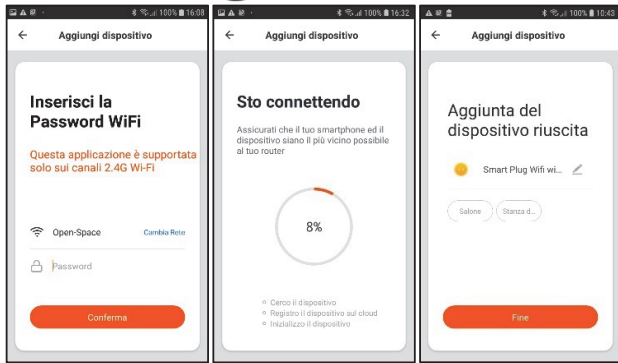 100% 16:08
Aggiungi dispositivo
Inserisci la
Password WiFi
Questa applicazione è supportata
solo sui canali 2.4G Wi-Fi
Open-Space
Cambia Rete
Password
Conferma
100% 16:32
Aggiungi dispositivo
Sto connettendo
Assicurati che il tuo smartphone ed il
dispositivo siano il più vicino possibile
al tuo router
8%
Cerco il dispositivo
Registro il dispositivo sul cloud
Inizializzo il dispositivo
100% 10:43
Aggiungi dispositivo
Aggiunta del
dispositivo riuscita
Smart Plug Wifi wi...
Salone
Stanza d...
Fine